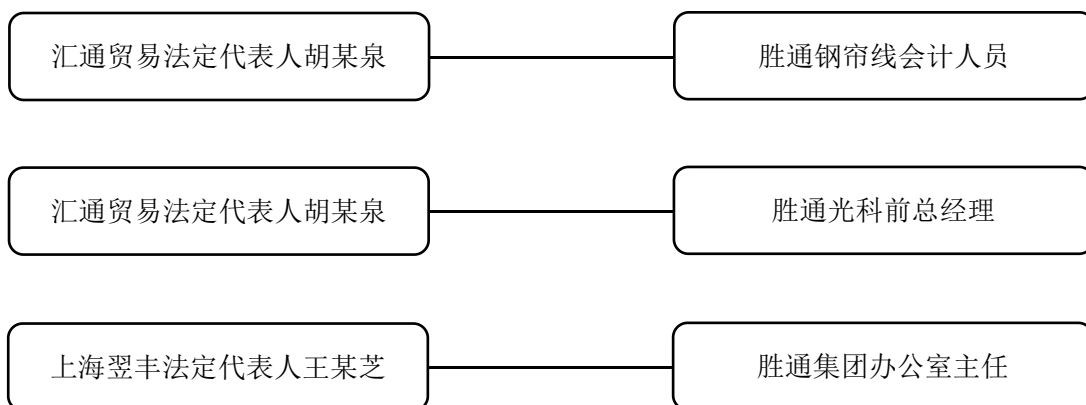 汇通贸易法定代表人胡某泉
胜通钢帘线会计人员
汇通贸易法定代表人胡某泉
胜通光科前总经理
上海翌丰法定代表人王某芝
胜通集团办公室主任